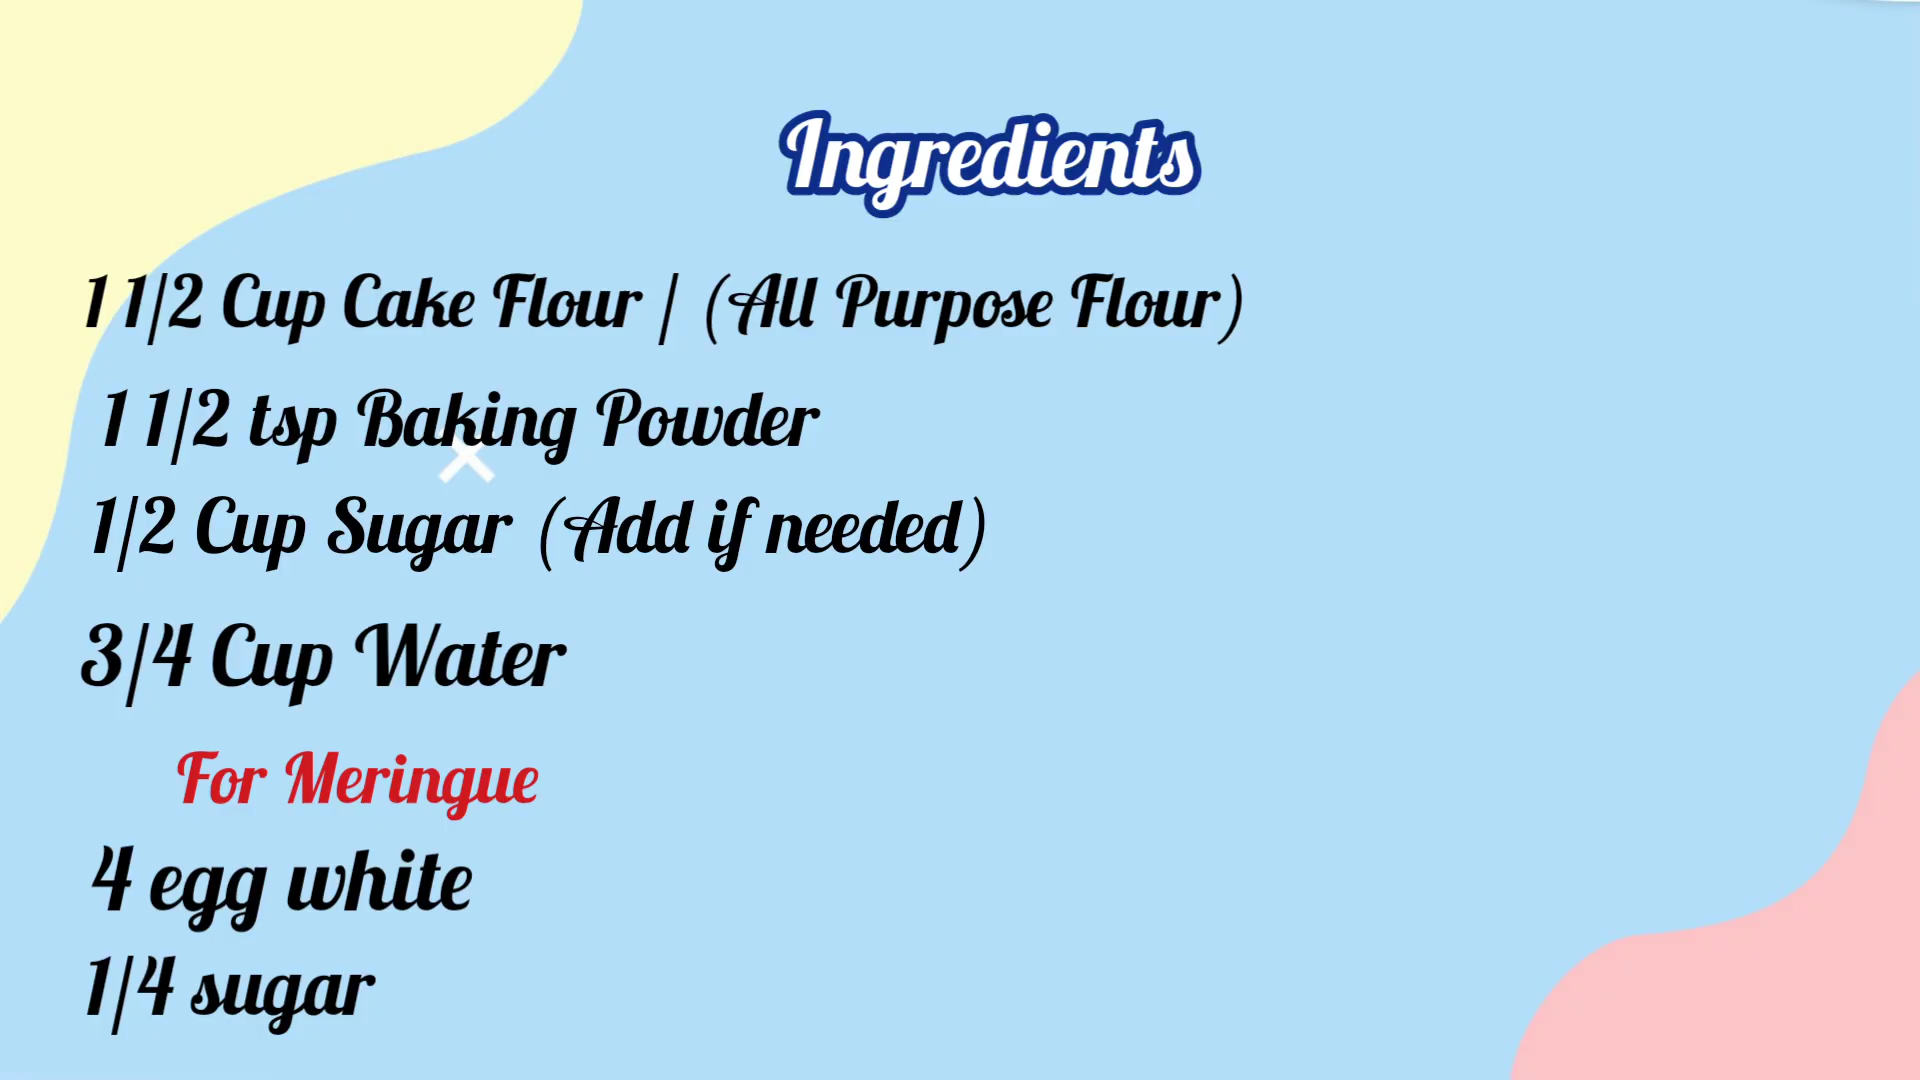 Ingredients
1 1/2 Cup Cake Flour / (All Purpose Flour)
1 1/2 tsp Baking Powder
1/2 Cup Sugar (Add if needed)
3/4 Cup Water
For Meringue
4 egg white
1/4 sugar